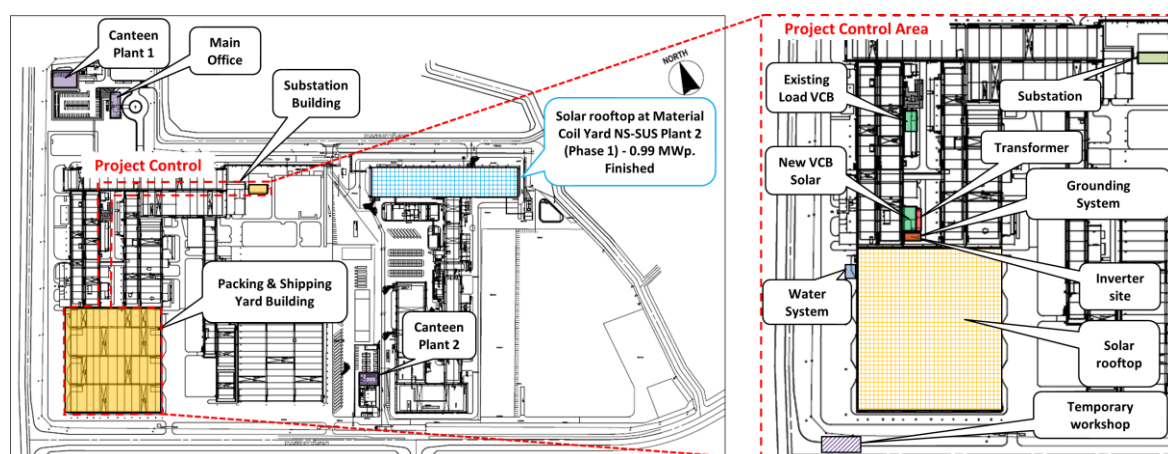 Canteen
Plant 1
Main
Office
Substation
Building
NORTH
Solar rooftop at Material
Coil Yard NS-SUS Plant 2
(Phase 1) - 0.99 MWp.
Finished
Project Control
Packing & Shipping
Yard Building
Canteen
Plant 2
Project Control Area
Existing
Load VCB
Substation
Transformer
New VCB
Solar
Grounding
System
Inverter
site
Water
System
Solar
rooftop
Temporary
workshop